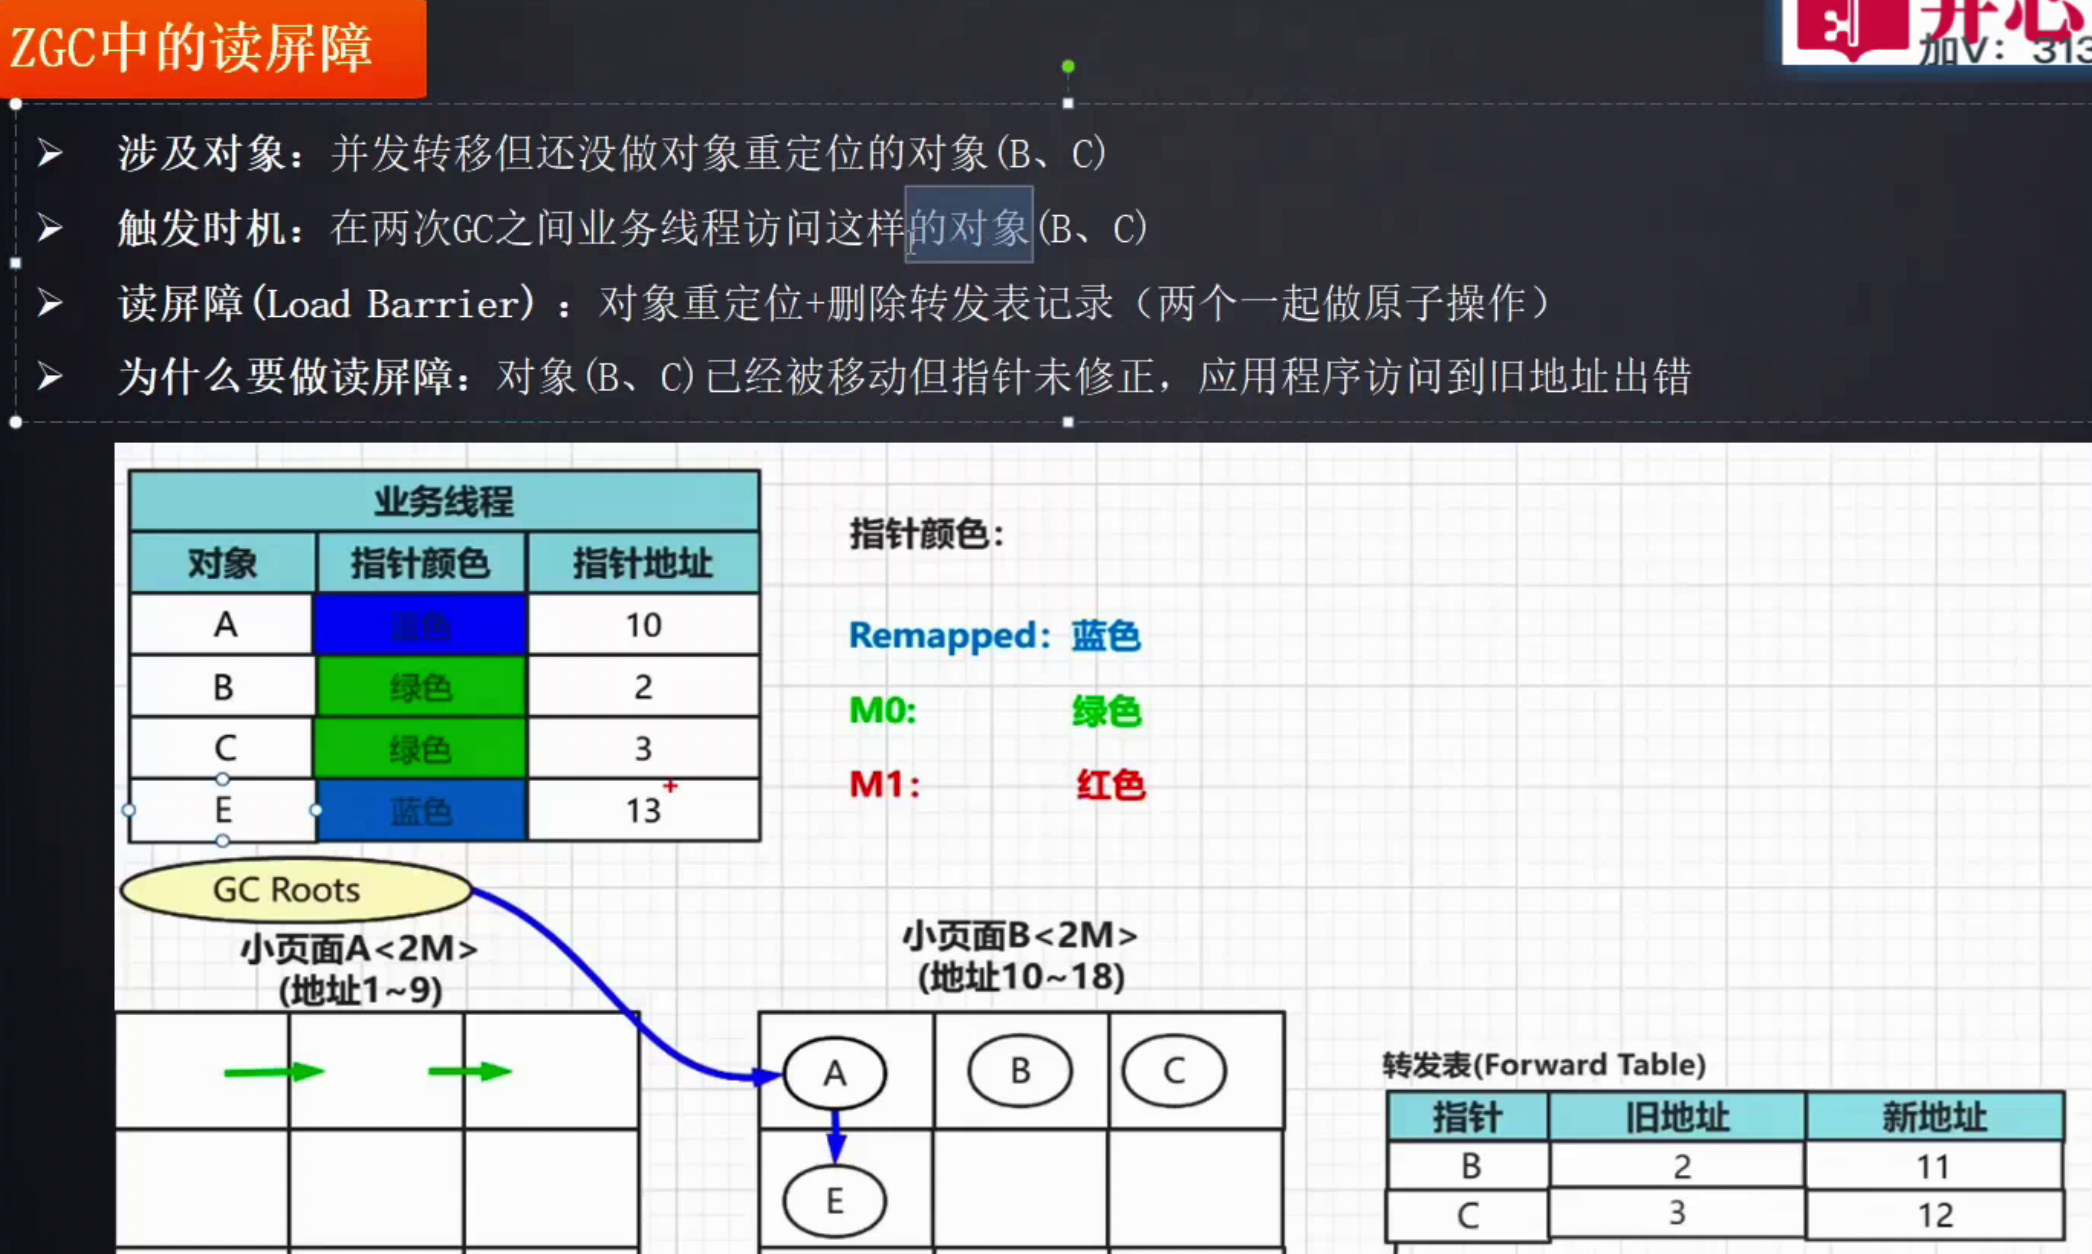 ZGC中的读屏障
开心
加V: 313
➢ 涉及对象：并发转移但还没做对象重定位的对象(B、C)
➢ 触发时机：在两次GC之间业务线程访问这样的对象(B、C)
➢ 读屏障(Load Barrier) ：对象重定位+删除转发表记录（两个一起做原子操作）
➢ 为什么要做读屏障：对象(B、C)已经被移动但指针未修正，应用程序访问到旧地址出错
业务线程
对象 指针颜色 指针地址
A 蓝色 10
B 绿色 2
C 绿色 3
E 蓝色 13
指针颜色：
Remapped： 蓝色
M0: 绿色
M1： 红色
GC Roots
小页面A<2M>
(地址1~9)
小页面B<2M>
(地址10~18)
A B C
E
转发表(Forward Table)
指针 旧地址 新地址
B 2 11
C 3 12